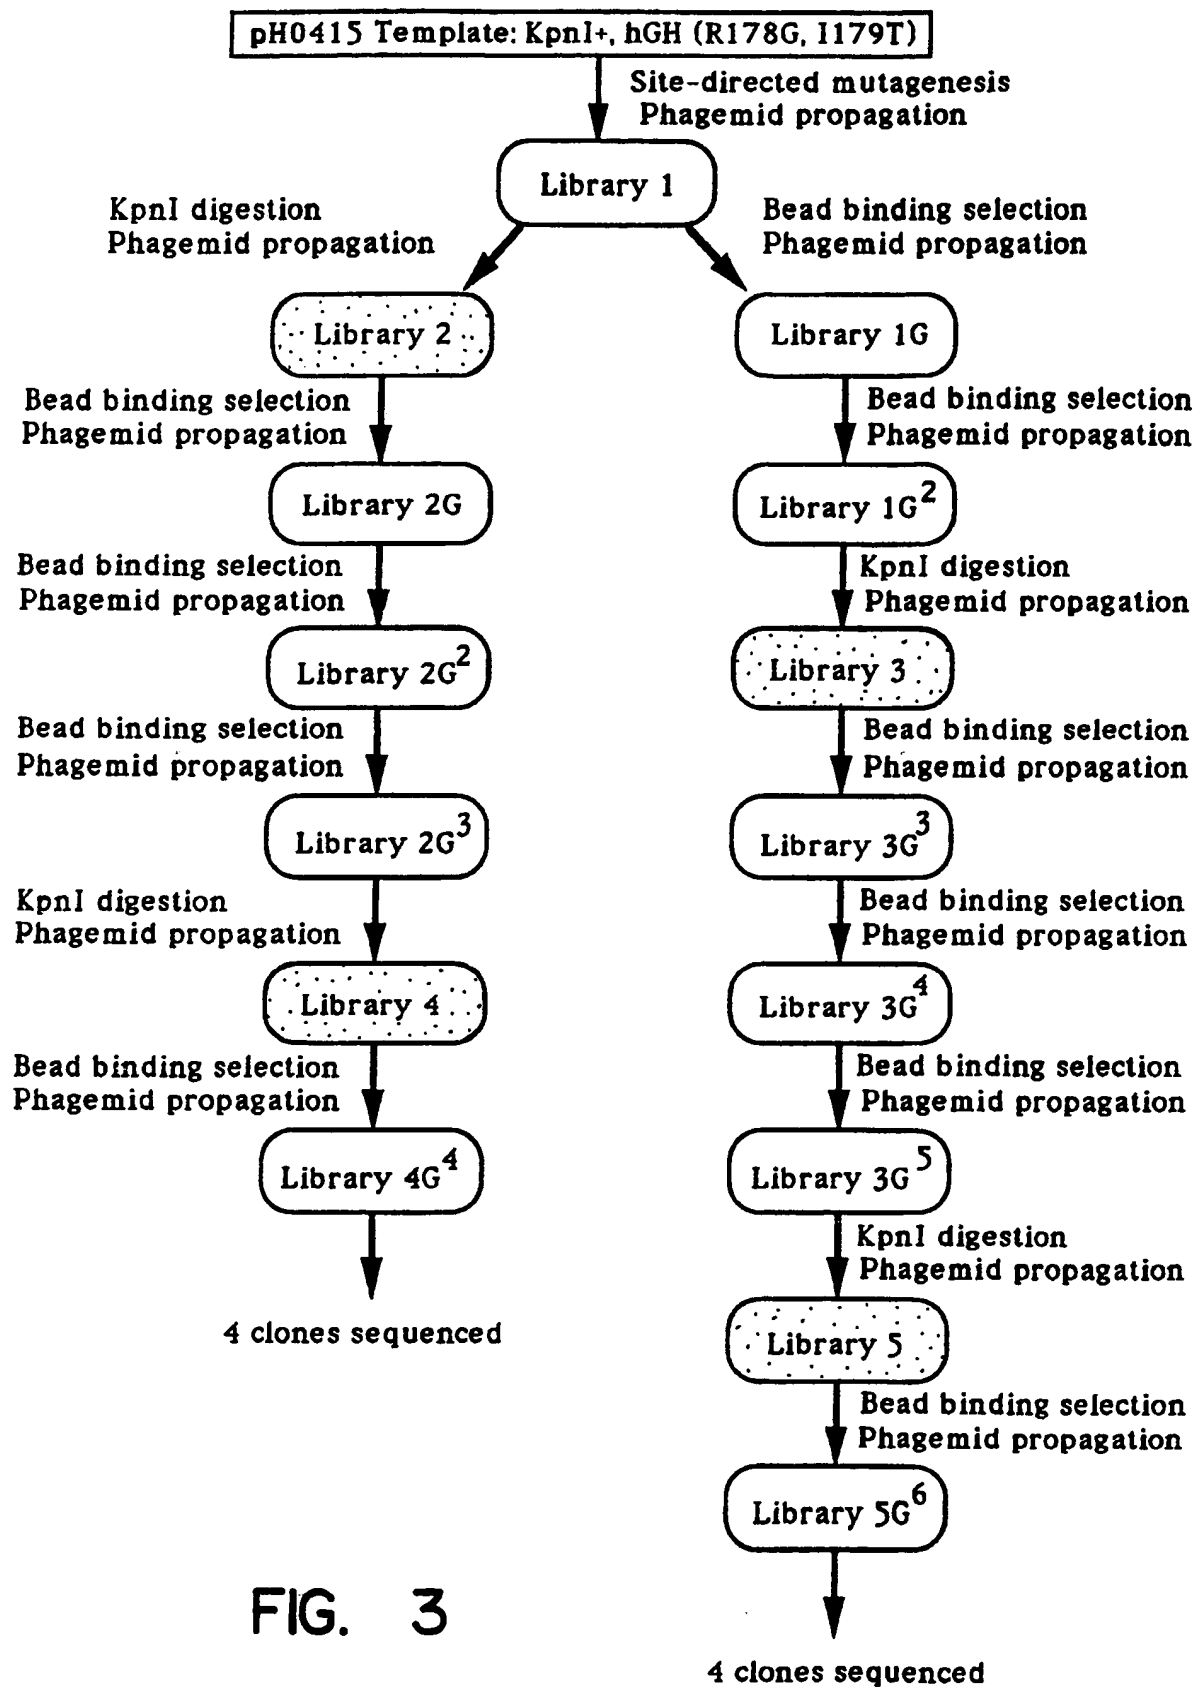 pH0415 Template: KpnI+, hGH (R178G, I179T)
Site-directed mutagenesis
Phagemid propagation
Library 1
KpnI digestion
Phagemid propagation
Bead binding selection
Phagemid propagation
Library 2
Library 1G
Bead binding selection
Phagemid propagation
Bead binding selection
Phagemid propagation
Library 2G
Library 1G²
Bead binding selection
Phagemid propagation
KpnI digestion
Phagemid propagation
Library 2G²
Library 3
Bead binding selection
Phagemid propagation
Bead binding selection
Phagemid propagation
Library 2G³
Library 3G³
KpnI digestion
Phagemid propagation
Bead binding selection
Phagemid propagation
Library 4
Library 3G⁴
Bead binding selection
Phagemid propagation
Bead binding selection
Phagemid propagation
Library 4G⁴
Library 3G⁵
KpnI digestion
Phagemid propagation
4 clones sequenced
Library 5
Bead binding selection
Phagemid propagation
Library 5G⁶
FIG. 3
4 clones sequenced